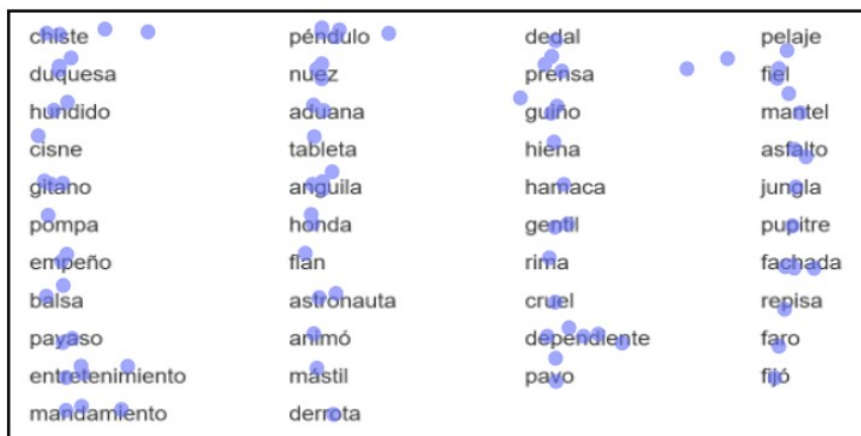 chiste péndulo dedal pelaje
duquesa nuez prensa fiel
hundido aduana guiño mantel
cisne tableta hiena asfalto
gitano anguila hamaca jungla
pompa honda gentil pupitre
empeño flan rima fachada
balsa astronauta cruel repisa
payaso animó dependiente faro
entretenimiento mástil pavo fijó
mandamiento derrota